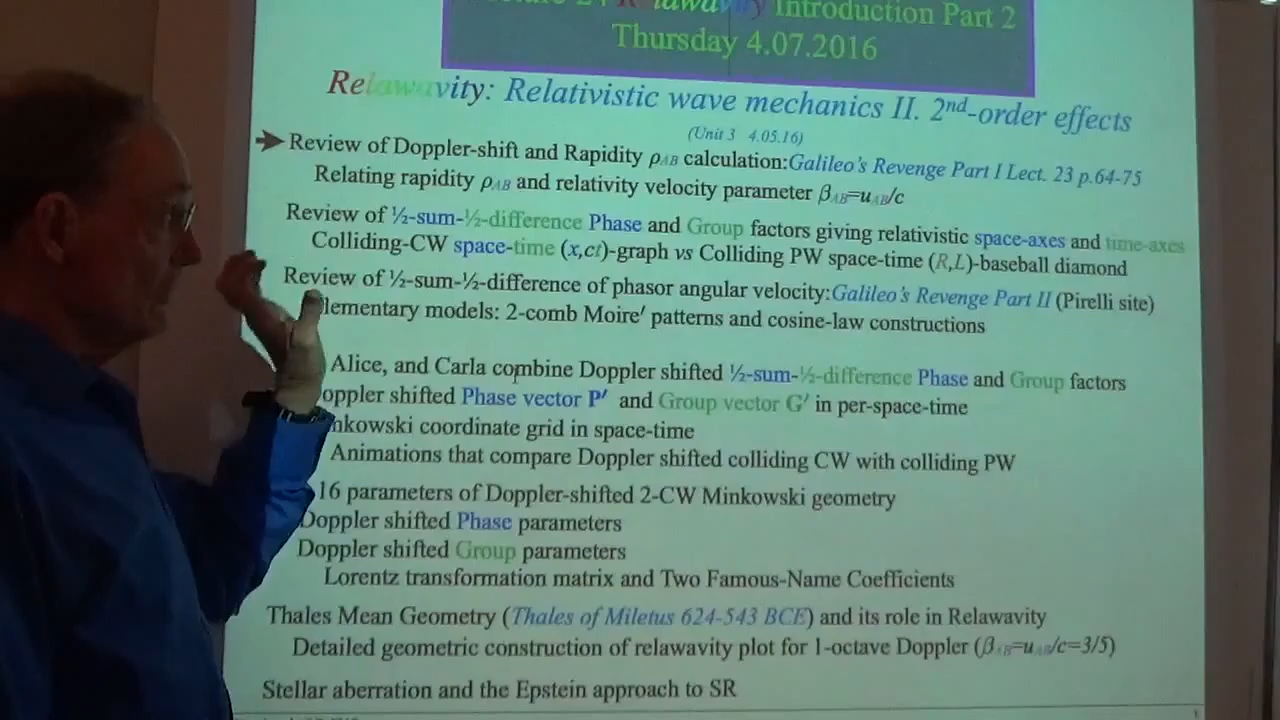 Introduction Part 2
Thursday 4.07.2016
Relawavity: Relativistic wave mechanics II. 2nd-order effects
(Unit 3 4.05.16)
Review of Doppler-shift and Rapidity ρAB calculation: Galileo's Revenge Part I Lect. 23 p.64-75
Relating rapidity ρAB and relativity velocity parameter βAB=uAB/c
Review of ½-sum-½-difference Phase and Group factors giving relativistic space-axes and time-axes
Colliding-CW space-time (x,ct)-graph vs Colliding PW space-time (R,L)-baseball diamond
Review of ½-sum-½-difference of phasor angular velocity: Galileo's Revenge Part II (Pirelli site)
lementary models: 2-comb Moire′ patterns and cosine-law constructions
Alice, and Carla combine Doppler shifted ½-sum-½-difference Phase and Group factors
oppler shifted Phase vector P′ and Group vector G′ in per-space-time
nkowski coordinate grid in space-time
Animations that compare Doppler shifted colliding CW with colliding PW
16 parameters of Doppler-shifted 2-CW Minkowski geometry
Doppler shifted Phase parameters
Doppler shifted Group parameters
Lorentz transformation matrix and Two Famous-Name Coefficients
Thales Mean Geometry (Thales of Miletus 624-543 BCE) and its role in Relawavity
Detailed geometric construction of relawavity plot for 1-octave Doppler (βAB=uAB/c=3/5)
Stellar aberration and the Epstein approach to SR